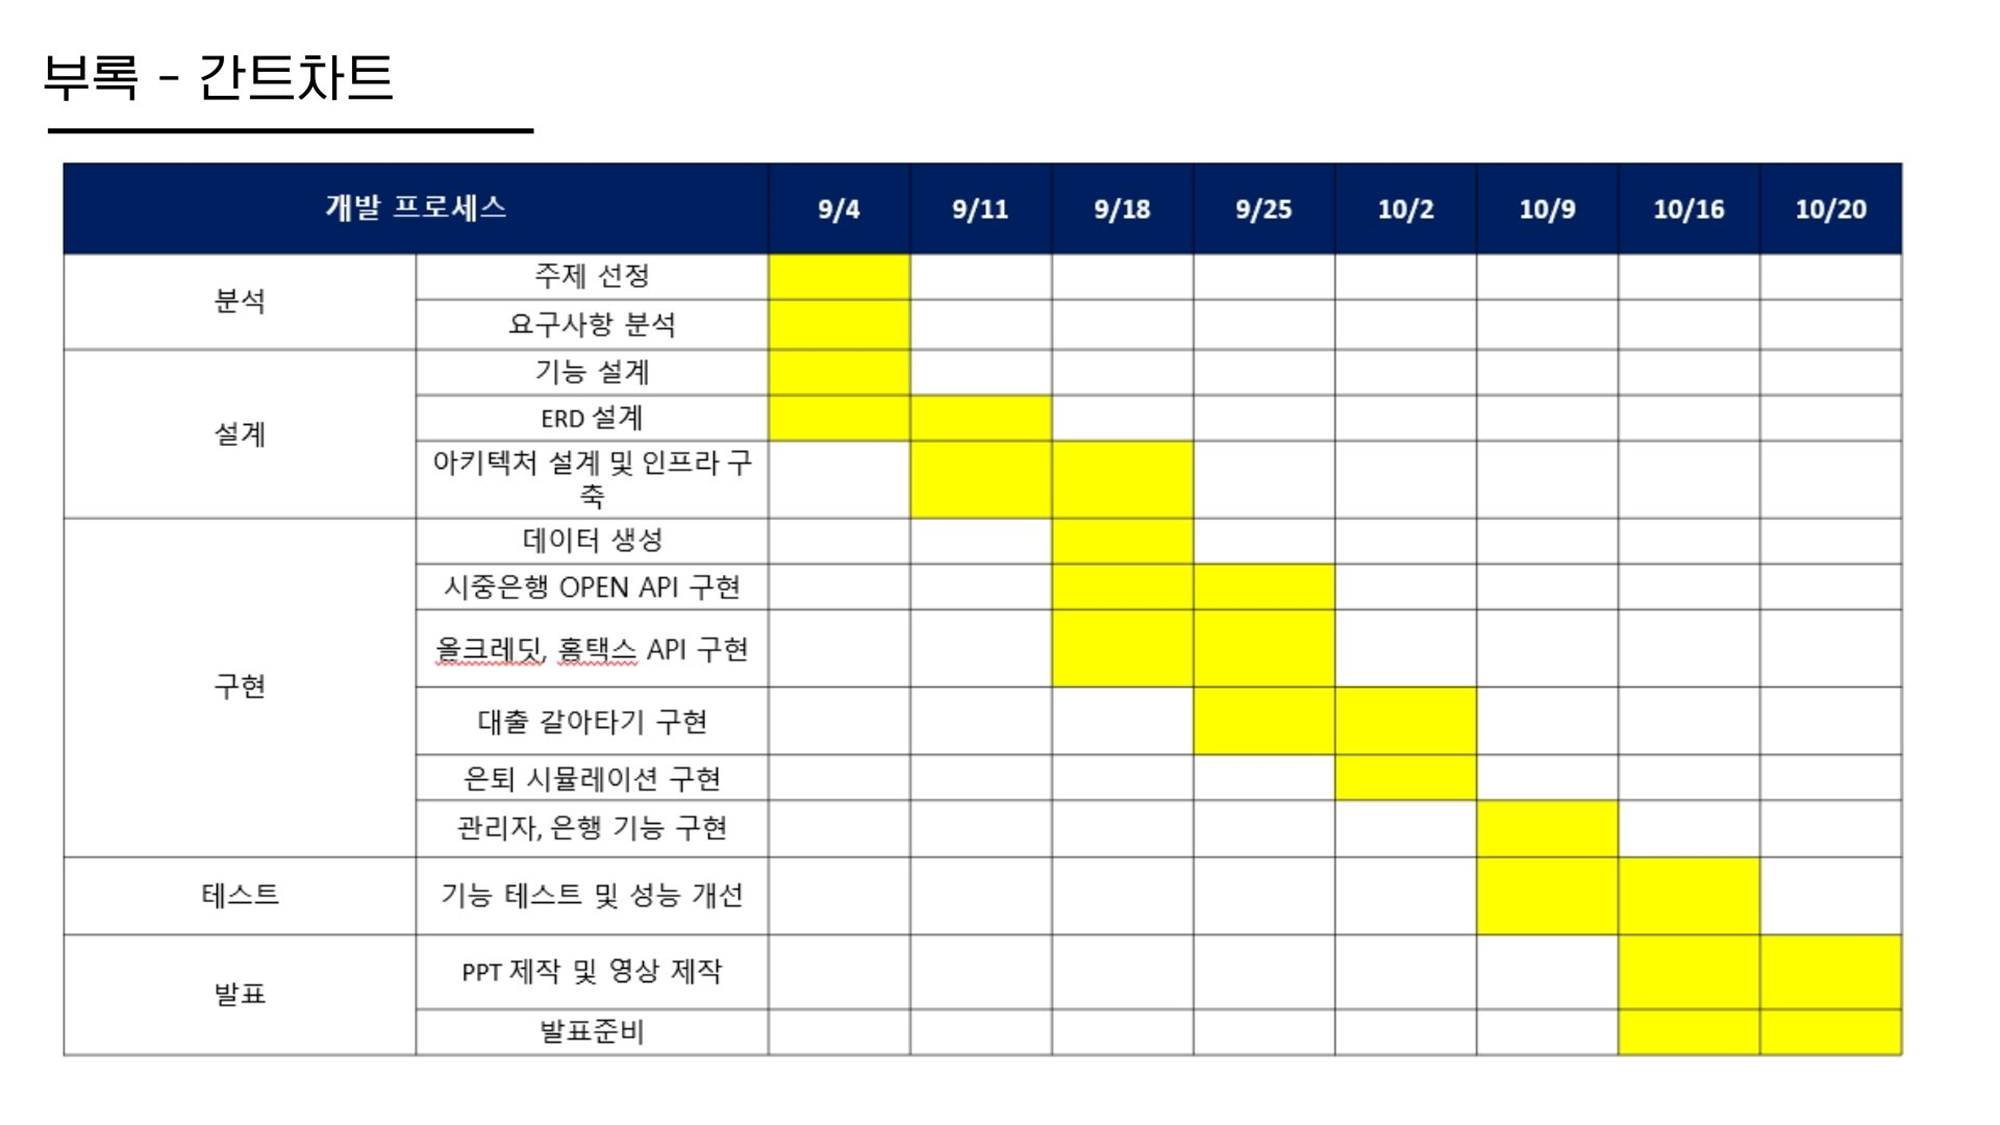 부록 - 간트차트
개발 프로세스 9/4 9/11 9/18 9/25 10/2 10/9 10/16 10/20
분석
주제 선정
요구사항 분석
설계
기능 설계
ERD 설계
아키텍처 설계 및 인프라 구
축
구현
데이터 생성
시중은행 OPEN API 구현
올크레딧, 홈택스 API 구현
대출 갈아타기 구현
은퇴 시뮬레이션 구현
관리자, 은행 기능 구현
테스트
기능 테스트 및 성능 개선
발표
PPT 제작 및 영상 제작
발표준비